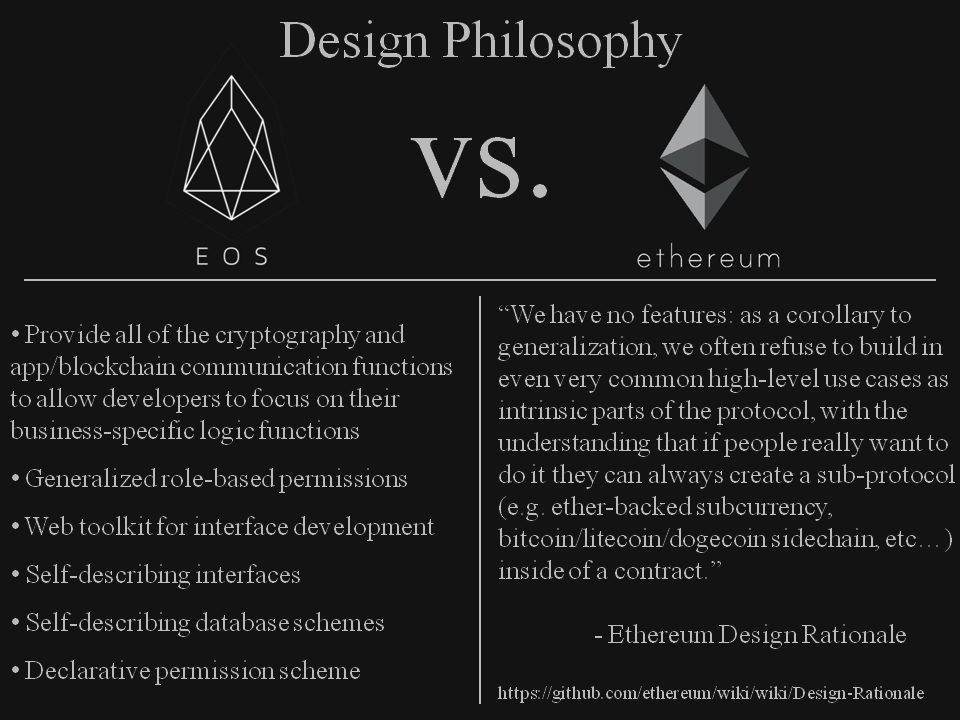 Design Philosophy
vs.
EOS
ethereum
• Provide all of the cryptography and
app/blockchain communication functions
to allow developers to focus on their
business-specific logic functions
• Generalized role-based permissions
• Web toolkit for interface development
• Self-describing interfaces
• Self-describing database schemes
• Declarative permission scheme
“We have no features: as a corollary to
generalization, we often refuse to build in
even very common high-level use cases as
intrinsic parts of the protocol, with the
understanding that if people really want to
do it they can always create a sub-protocol
(e.g. ether-backed subcurrency,
bitcoin/litecoin/dogecoin sidechain, etc…)
inside of a contract.”
- Ethereum Design Rationale
https://github.com/ethereum/wiki/wiki/Design-Rationale